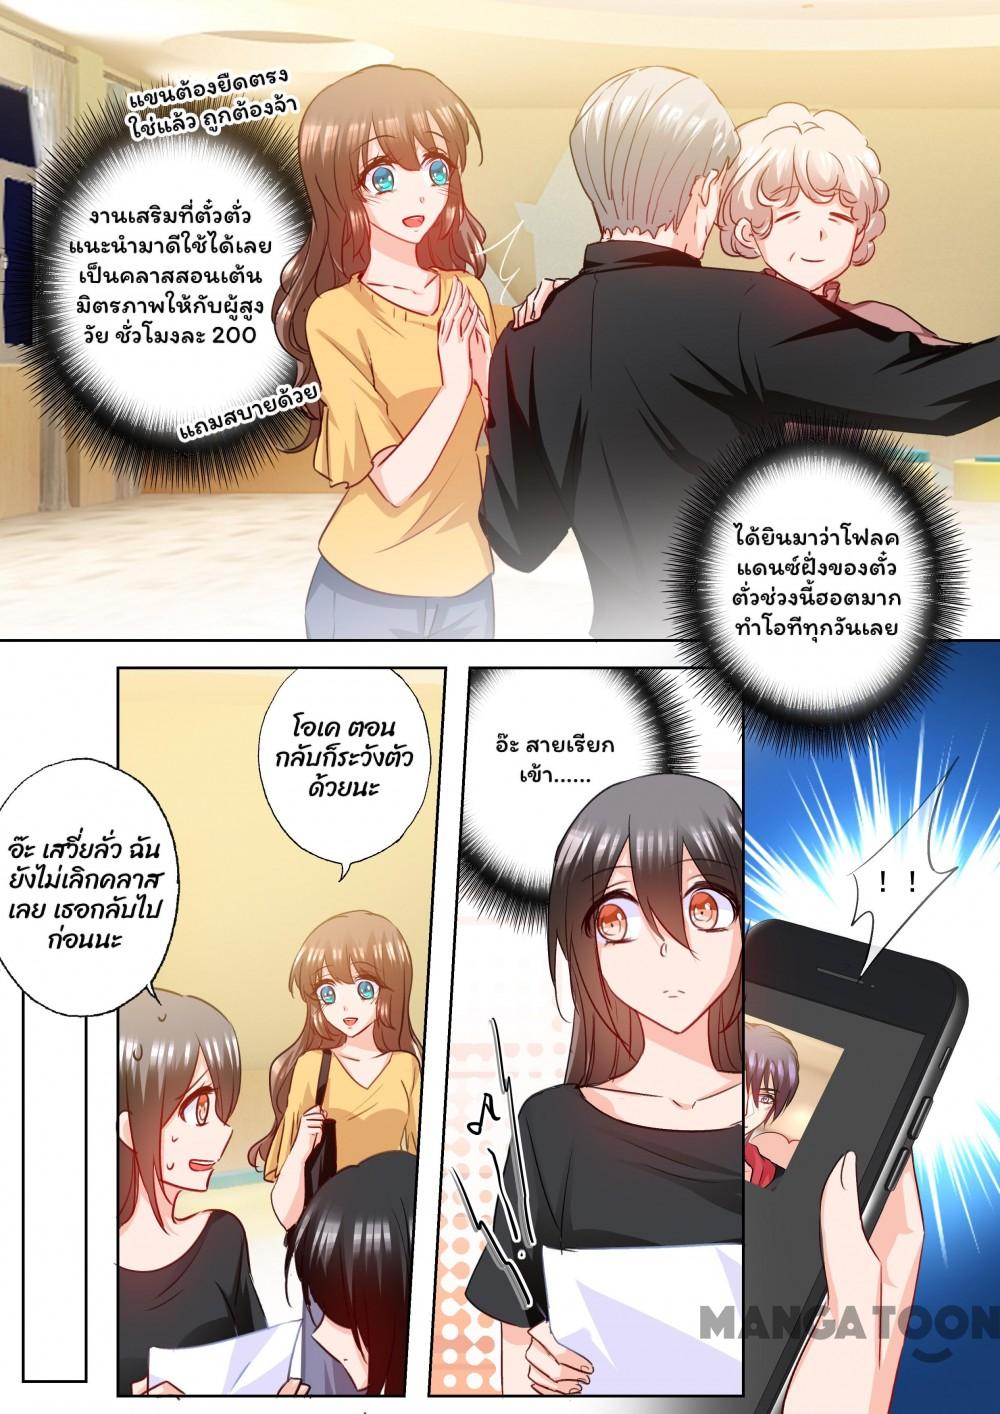 แขนต้องยืดตรง
ใช่แล้ว ถูกต้องจ้า
งานเสริมที่ตั๋วตั่ว
แนะนำมาดีใช้ได้เลย
เป็นคลาสสอนเต้น
มิตรภาพให้กับผู้สูง
วัย ชั่วโมงละ 200
แถมสบายด้วย
ได้ยินมาว่าโฟลค
แดนซ์ฝั่งของตั๋ว
ตั่วช่วงนี้ฮอตมาก
ทำโอทีทุกวันเลย
อ๊ะ เสวี่ยลั่ว ฉัน
ยังไม่เลิกคลาส
เลย เธอกลับไป
ก่อนนะ
โอเค ตอน
กลับก็ระวังตัว
ด้วยนะ
อ๊ะ สายเรียก
เข้า......
! !
MANGATOON